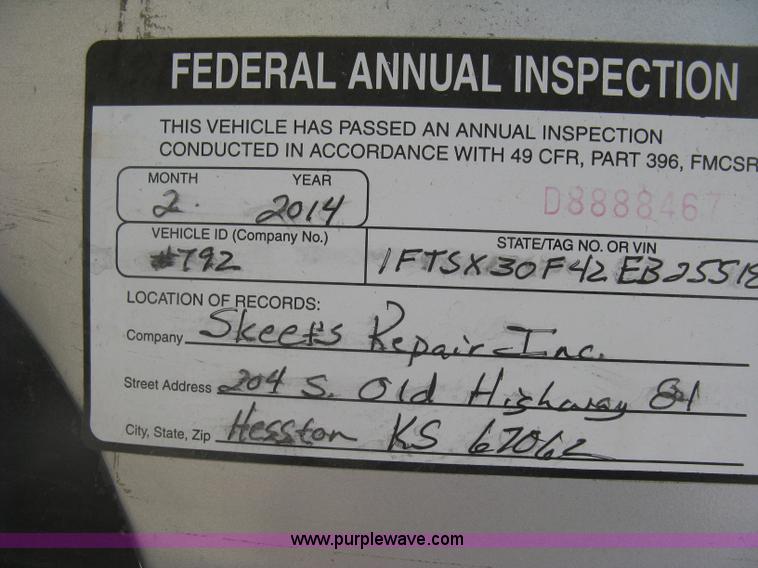 FEDERAL ANNUAL INSPECTION
THIS VEHICLE HAS PASSED AN ANNUAL INSPECTION
CONDUCTED IN ACCORDANCE WITH 49 CFR, PART 396, FMCSR
MONTH YEAR
2 2014
D8888467
VEHICLE ID (Company No.) STATE/TAG NO. OR VIN
#792 1FTSX30F42EB25518
LOCATION OF RECORDS:
Company Skeet's Repair Inc.
Street Address 204 S. Old Highway 81
City, State, Zip Hesston KS 67062
www.purplewave.com